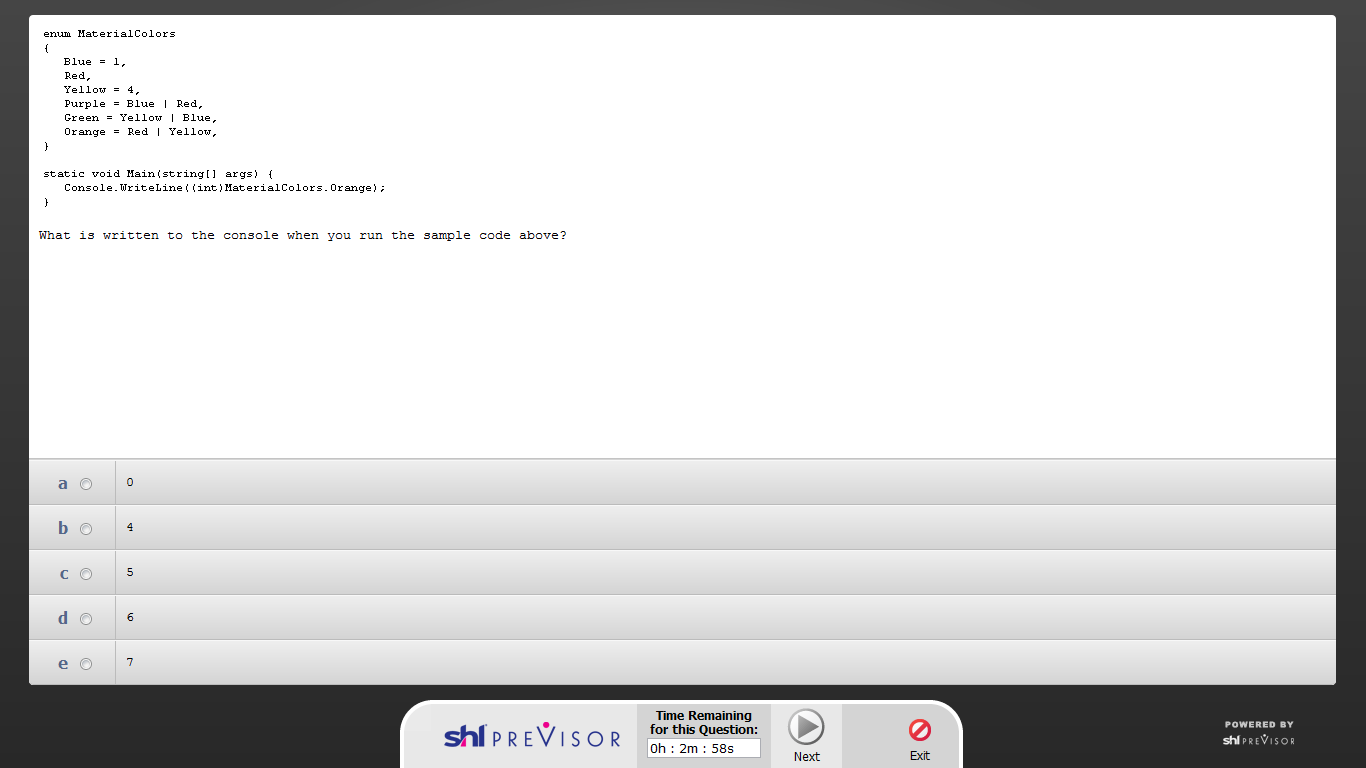 enum MaterialColors
{
Blue = 1,
Red,
Yellow = 4,
Purple = Blue | Red,
Green = Yellow | Blue,
Orange = Red | Yellow,
}
static void Main(string[] args) {
Console.WriteLine((int)MaterialColors.Orange);
}
What is written to the console when you run the sample code above?
a 0
b 4
c 5
d 6
e 7
shl PREVISOR
Time Remaining
for this Question:
0h : 2m : 58s
Next
Exit
POWERED BY
shl PREVISOR